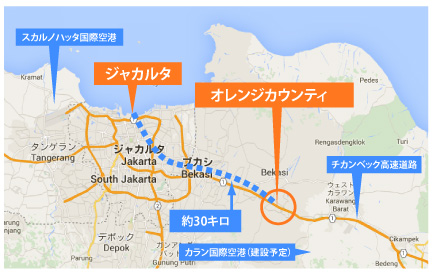 スカルノハッタ国際空港
Kramat
ジャカルタ
オレンジカウンティ
Rengasdengklok
Turi
タンゲラン
Tangerang
ジャカルタ
Jakarta
South Jakarta
ブカシ
Bekasi
Bekasi
チカンペック高速道路
ウェスト
カラワン
Karawang
Barat
約30キロ
デポック
Depok
Parung
Gunung Putri
カラン国際空港(建設予定)
Cikampek
Bedeng